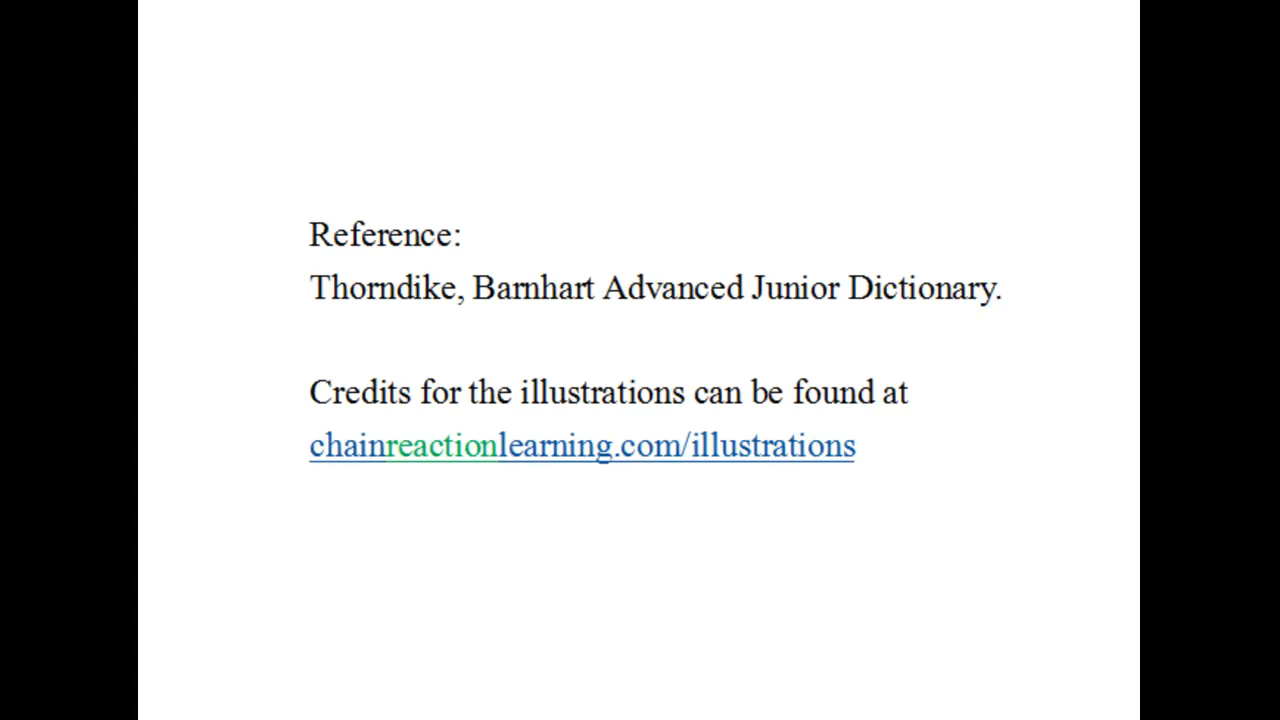 Reference:
Thorndike, Barnhart Advanced Junior Dictionary.
Credits for the illustrations can be found at
chainreactionlearning.com/illustrations